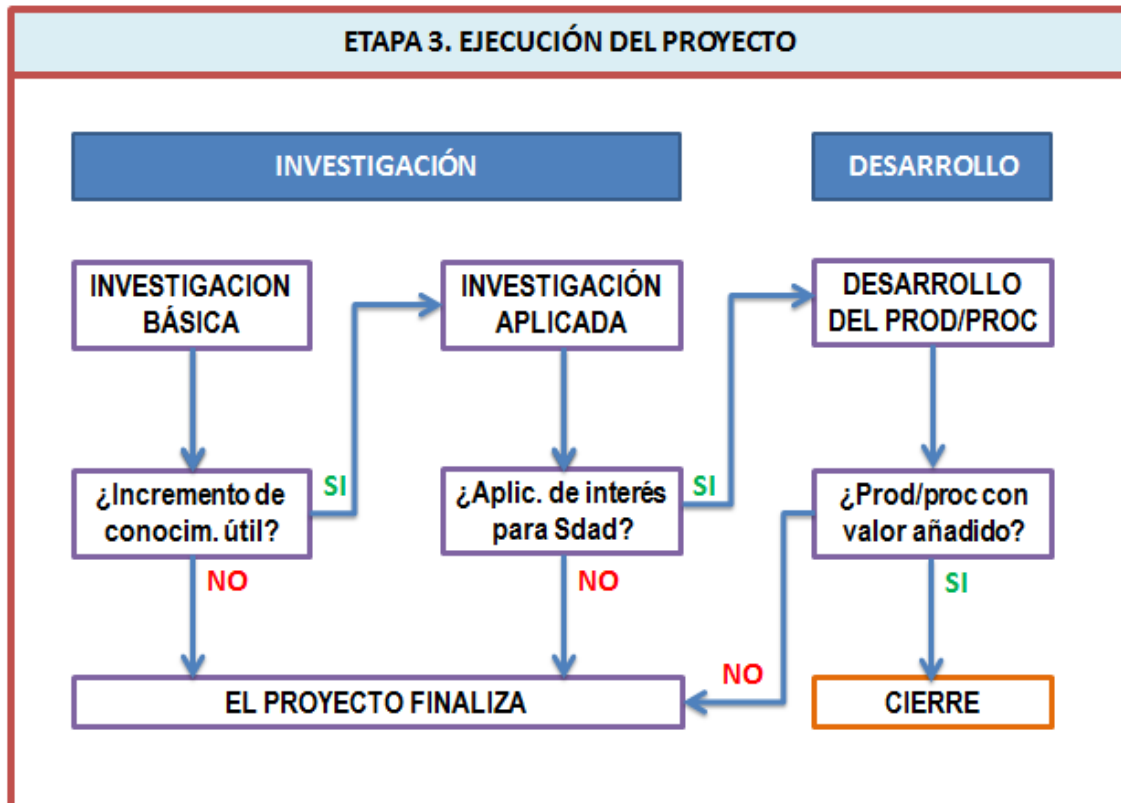 ETAPA 3. EJECUCIÓN DEL PROYECTO
INVESTIGACIÓN
DESARROLLO
INVESTIGACION
BÁSICA
INVESTIGACIÓN
APLICADA
DESARROLLO
DEL PROD/PROC
¿Incremento de
conocim. útil?
SI
¿Aplic. de interés
para Sdad?
SI
¿Prod/proc con
valor añadido?
NO
NO
SI
NO
EL PROYECTO FINALIZA
CIERRE